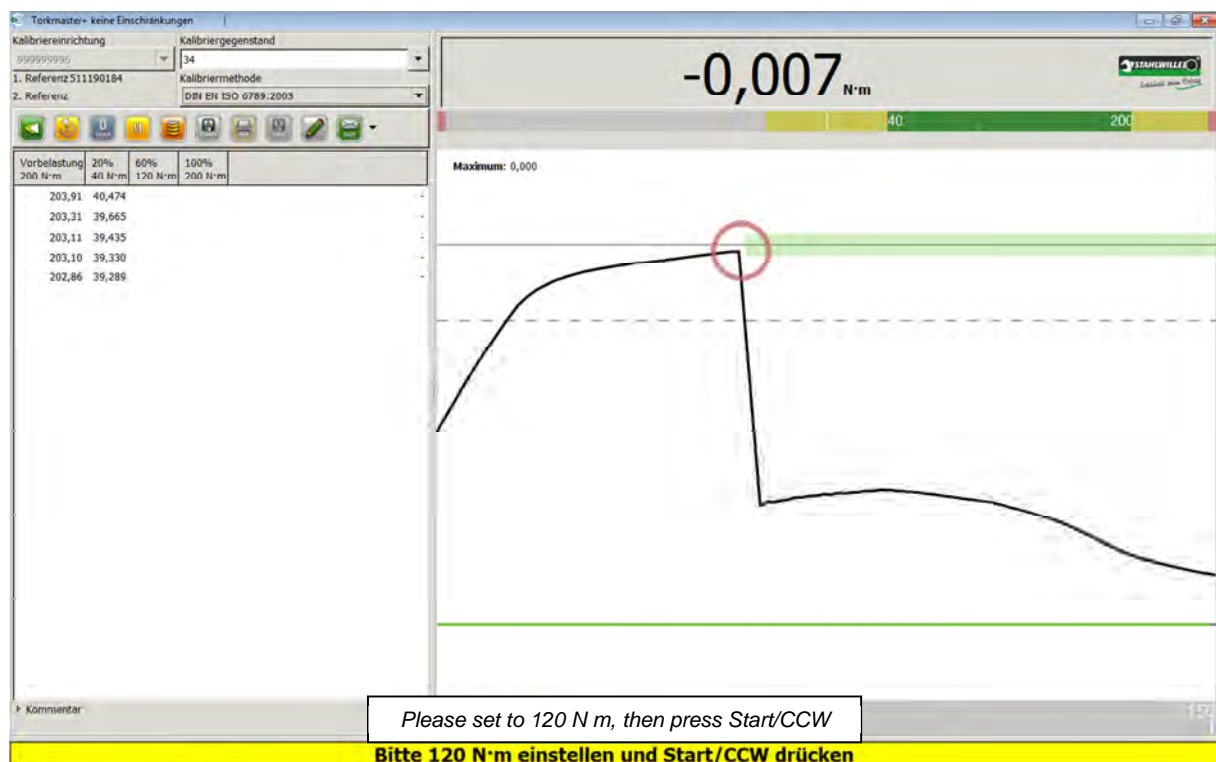 Torkmaster+ keine Einschränkungen
Kalibriereinrichtung
Kalibriergegenstand
999999996
34
1. Referenz 511190184
Kalibriermethode
2. Referenz
DIN EN ISO 6789:2003
-0,007 N·m
STAHLWILLE
40
200
Vorbelastung 20% 60% 100%
200 N·m 40 N·m 120 N·m 200 N·m
203,91 40,474 -
203,31 39,665 -
203,11 39,435 -
203,10 39,330 -
202,86 39,289 -
Maximum: 0,000
Kommentar
Please set to 120 N m, then press Start/CCW
Bitte 120 N·m einstellen und Start/CCW drücken